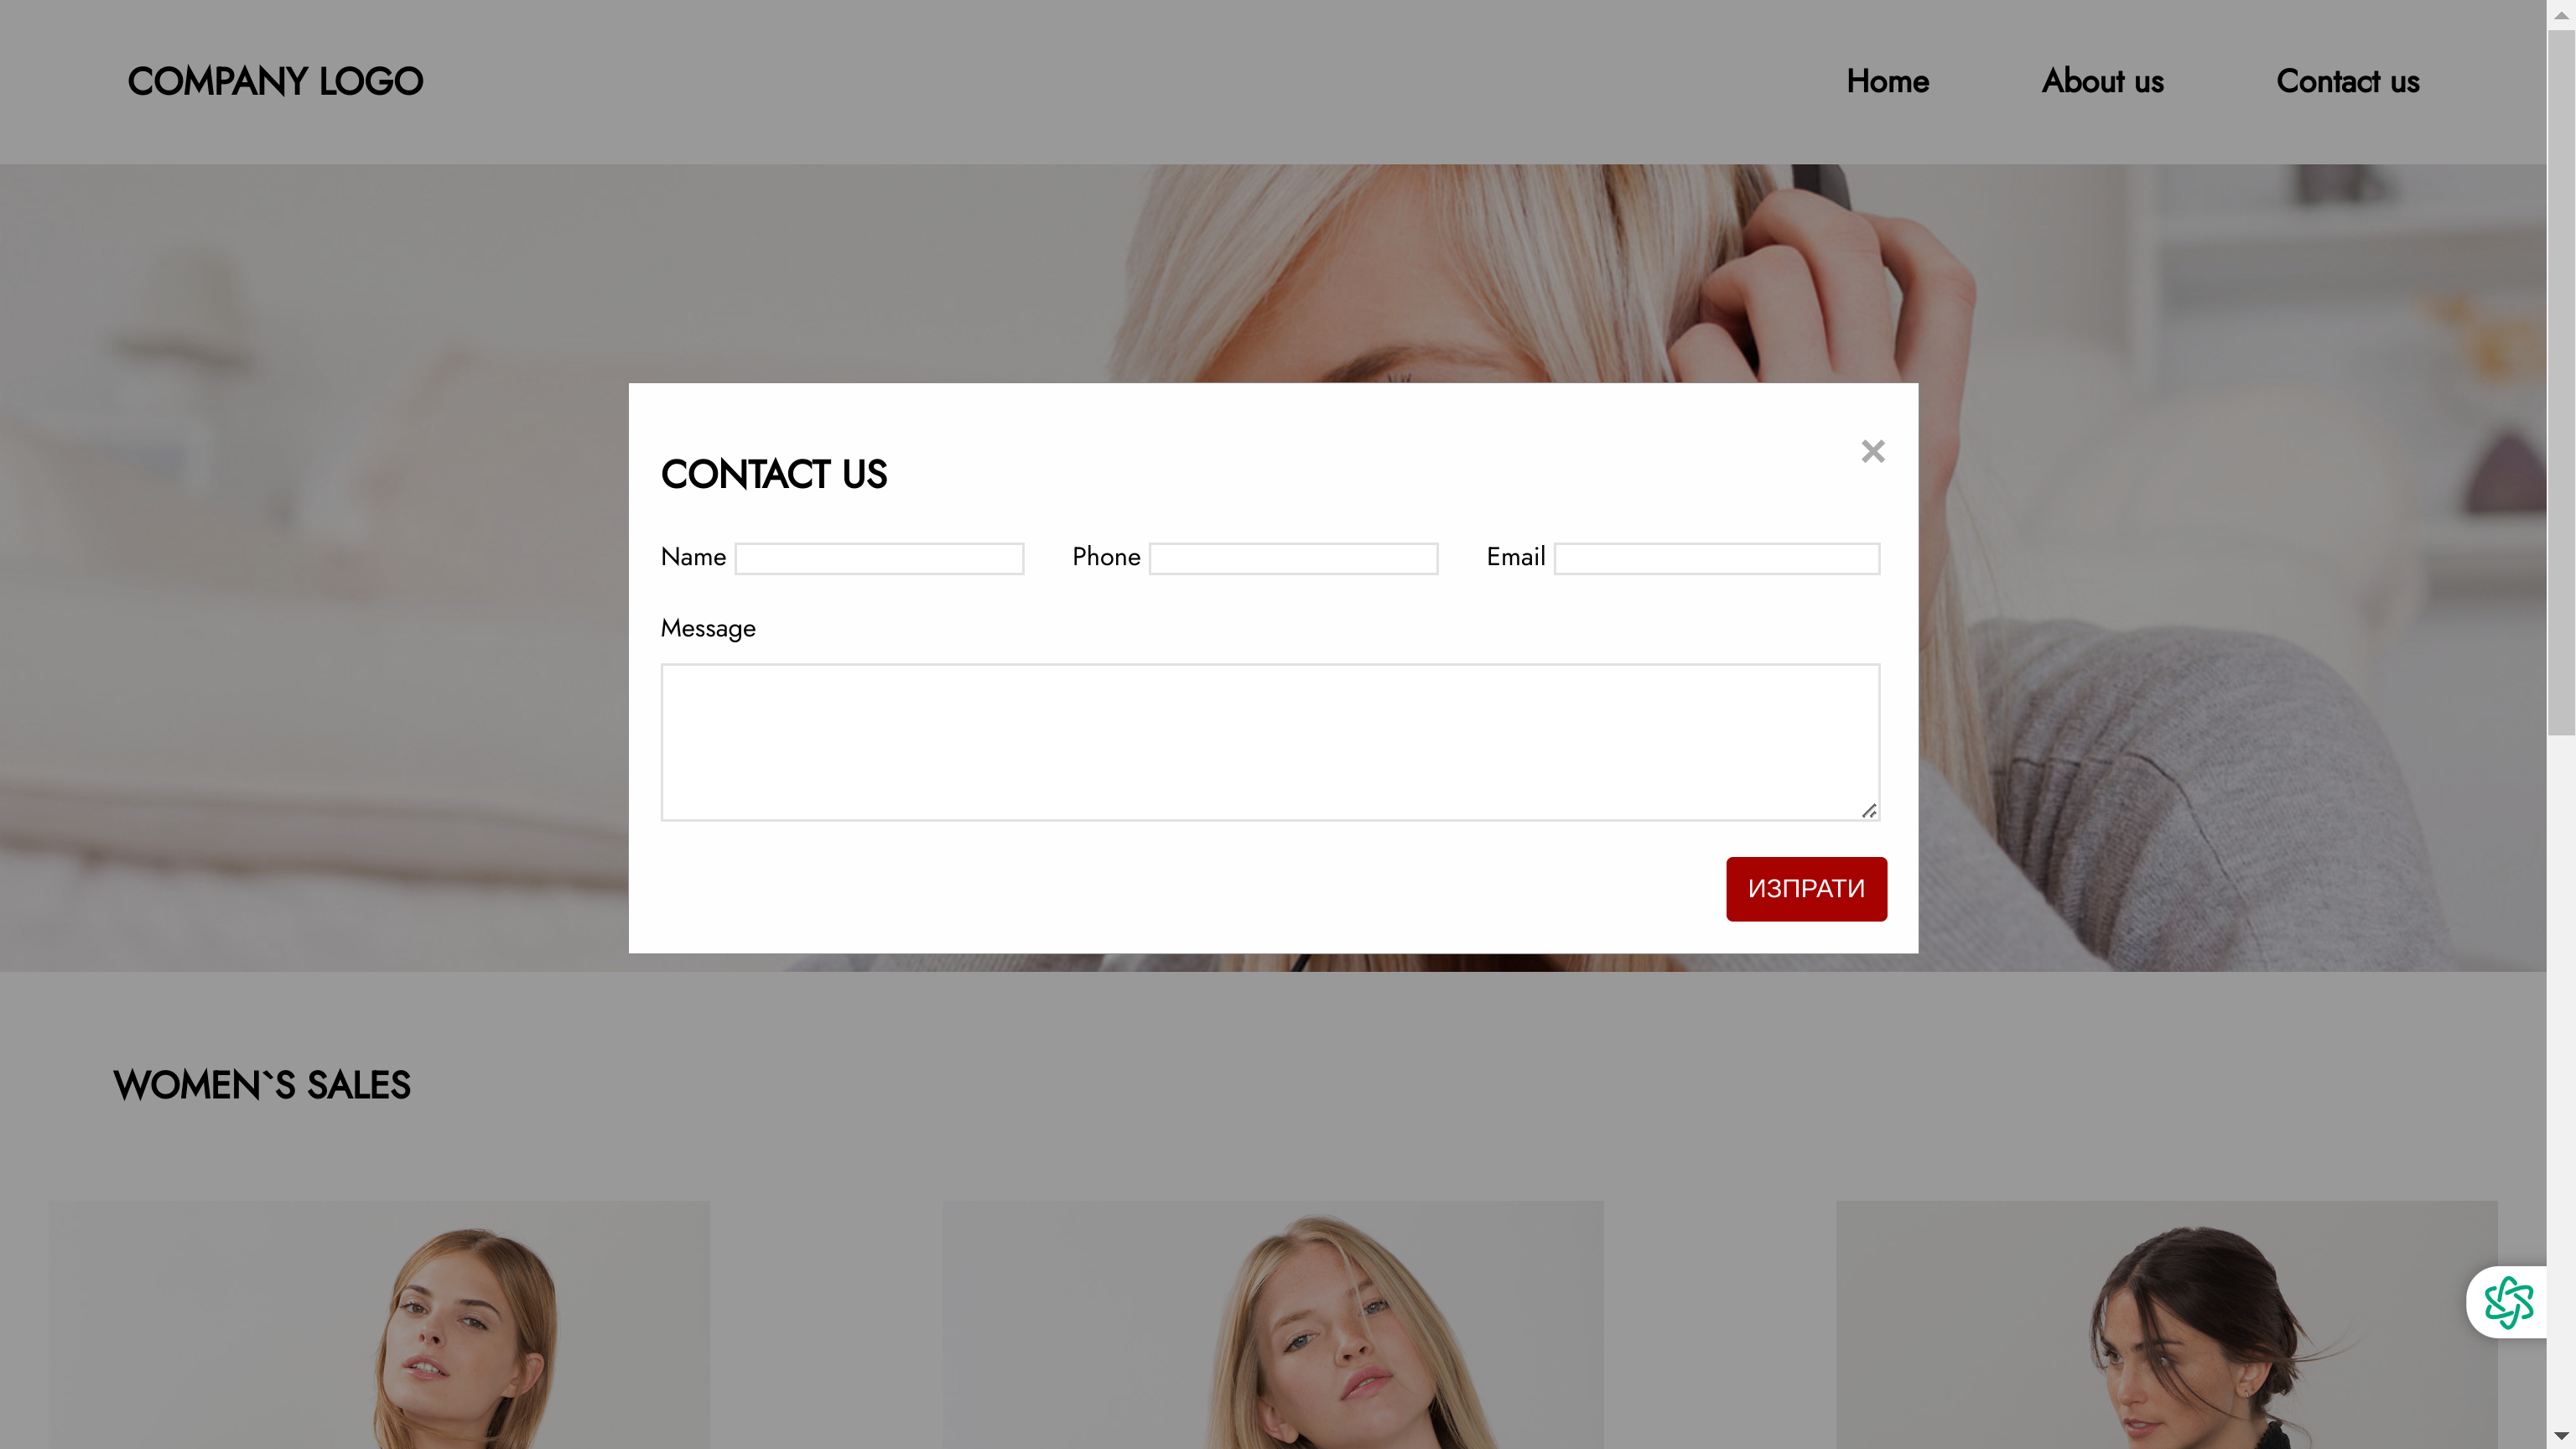 COMPANY LOGO
Home
About us
Contact us
CONTACT US
×
Name
Phone
Email
Message
ИЗПРАТИ
WOMEN`S SALES